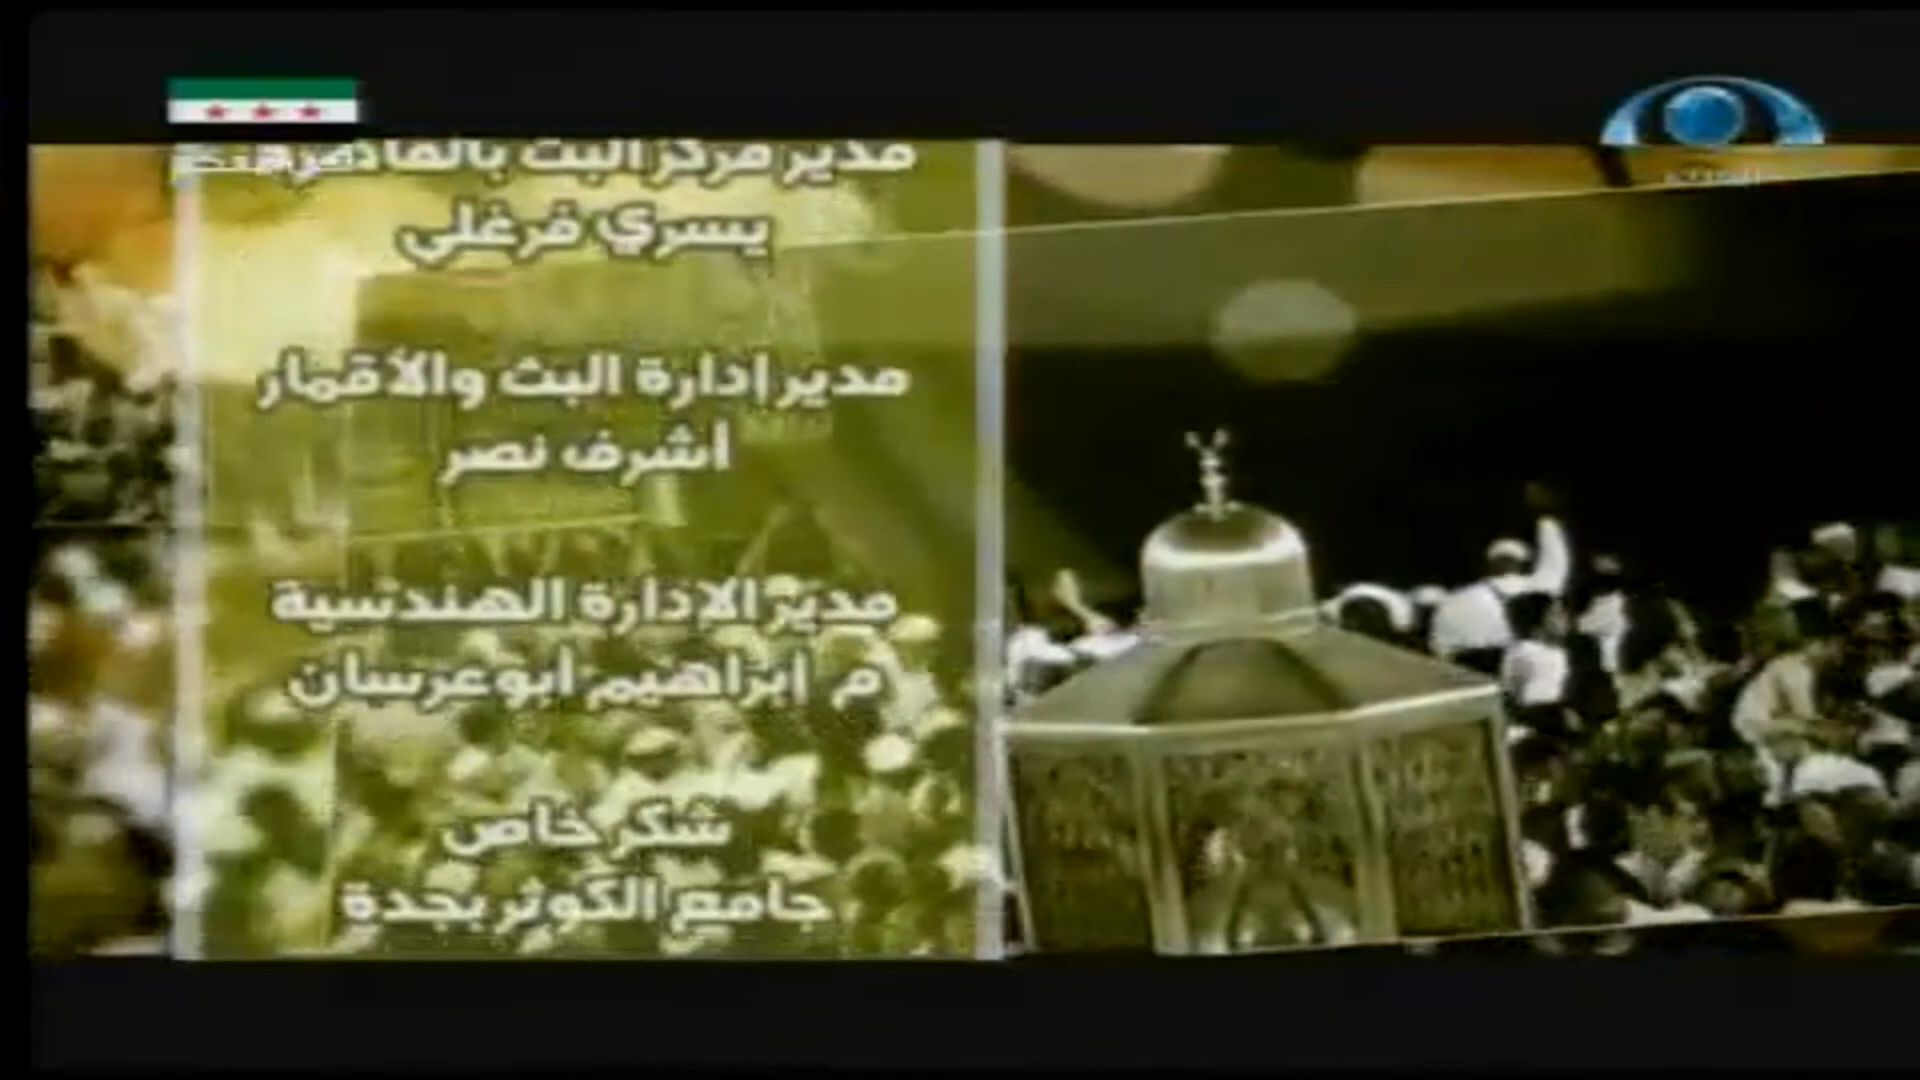 مدير مركز البث بالقاهرة
يسري فرغلي
مدير إدارة البث والأقمار
أشرف نصر
مدير الإدارة الهندسية
م ابراهيم أبوعرسان
شكر خاص
جامع الكوثر بجدة